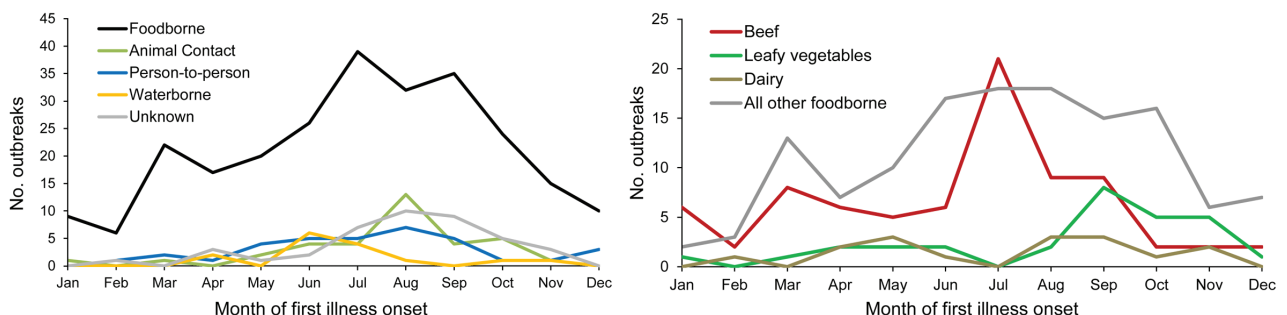 No. outbreaks
45
40
35
30
25
20
15
10
5
0
Foodborne
Animal Contact
Person-to-person
Waterborne
Unknown
Jan Feb Mar Apr May Jun Jul Aug Sep Oct Nov Dec
Month of first illness onset
No. outbreaks
25
20
15
10
5
0
Beef
Leafy vegetables
Dairy
All other foodborne
Jan Feb Mar Apr May Jun Jul Aug Sep Oct Nov Dec
Month of first illness onset